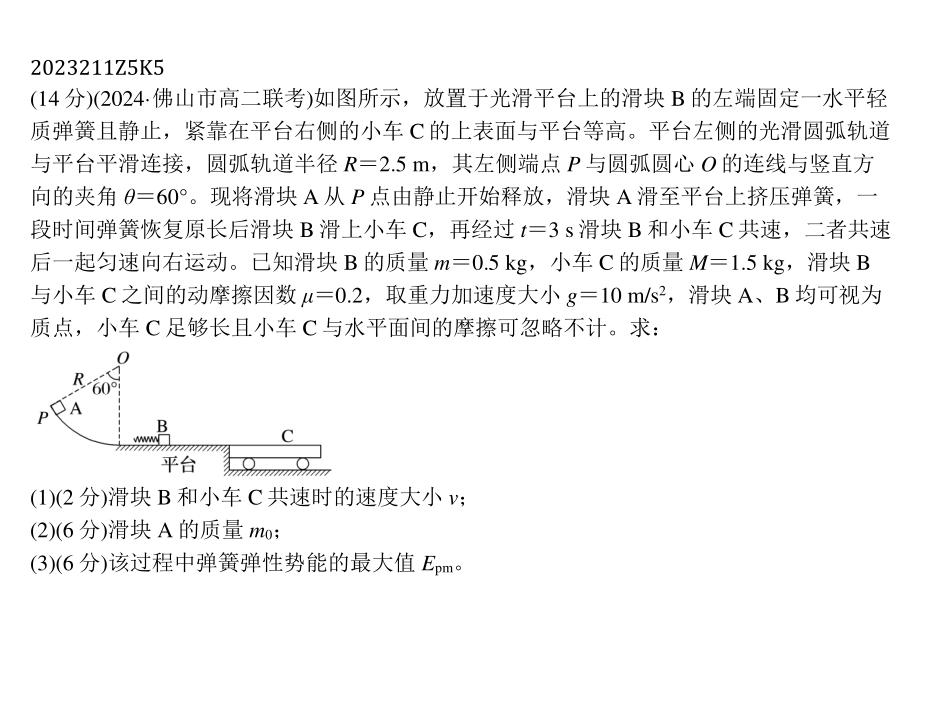 2023211Z5K5
(14 分)(2024·佛山市高二联考)如图所示，放置于光滑平台上的滑块 B 的左端固定一水平轻
质弹簧且静止，紧靠在平台右侧的小车 C 的上表面与平台等高。平台左侧的光滑圆弧轨道
与平台平滑连接，圆弧轨道半径 R＝2.5 m，其左侧端点 P 与圆弧圆心 O 的连线与竖直方
向的夹角 θ＝60°。现将滑块 A 从 P 点由静止开始释放，滑块 A 滑至平台上挤压弹簧，一
段时间弹簧恢复原长后滑块 B 滑上小车 C，再经过 t＝3 s 滑块 B 和小车 C 共速，二者共速
后一起匀速向右运动。已知滑块 B 的质量 m＝0.5 kg，小车 C 的质量 M＝1.5 kg，滑块 B
与小车 C 之间的动摩擦因数 μ＝0.2，取重力加速度大小 g＝10 m/s²，滑块 A、B 均可视为
质点，小车 C 足够长且小车 C 与水平面间的摩擦可忽略不计。求：
O
R
60°
P
A
B
C
平台
(1)(2 分)滑块 B 和小车 C 共速时的速度大小 v；
(2)(6 分)滑块 A 的质量 m₀；
(3)(6 分)该过程中弹簧弹性势能的最大值 Epm。